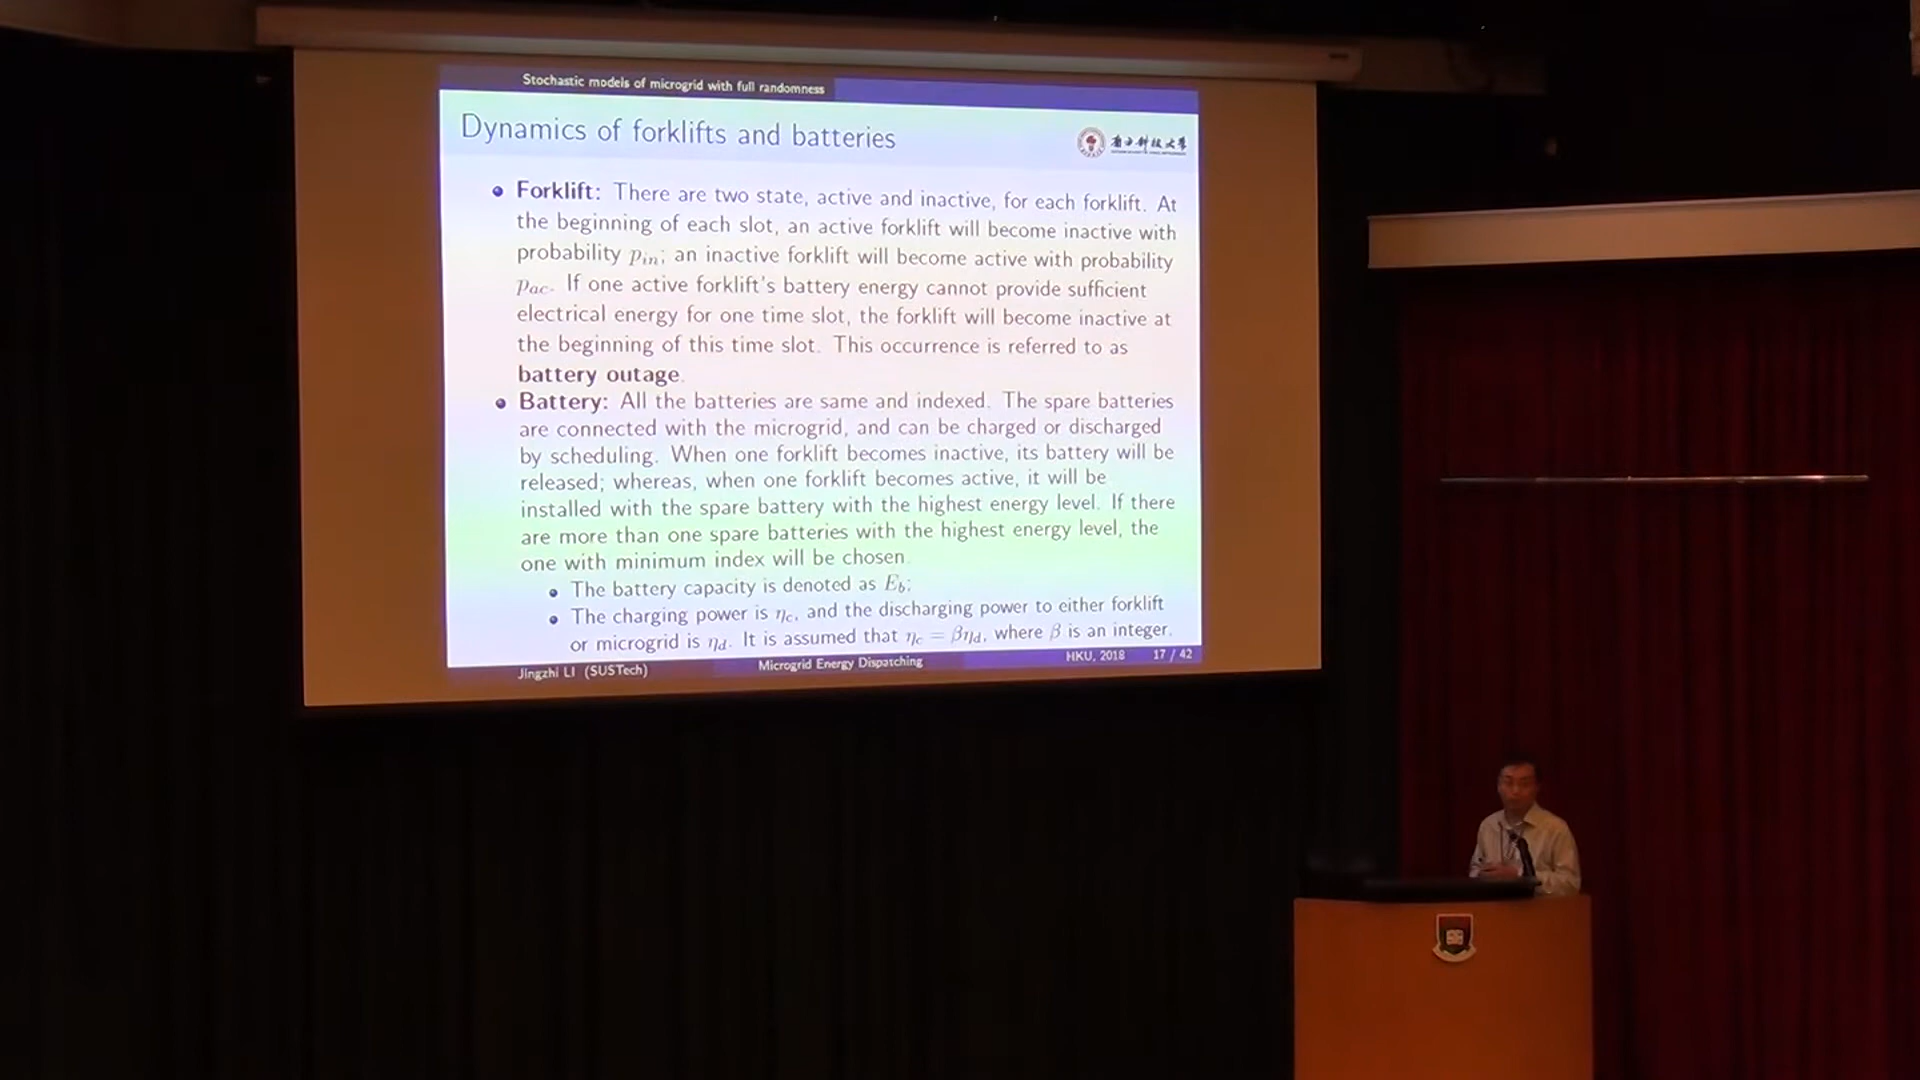 Stochastic models of microgrid with full randomness
Dynamics of forklifts and batteries
南方科技大学
Forklift: There are two state, active and inactive, for each forklift. At
the beginning of each slot, an active forklift will become inactive with
probability p_{in}; an inactive forklift will become active with probability
p_{ac}. If one active forklift's battery energy cannot provide sufficient
electrical energy for one time slot, the forklift will become inactive at
the beginning of this time slot. This occurrence is referred to as
battery outage.
Battery: All the batteries are same and indexed. The spare batteries
are connected with the microgrid, and can be charged or discharged
by scheduling. When one forklift becomes inactive, its battery will be
released; whereas, when one forklift becomes active, it will be
installed with the spare battery with the highest energy level. If there
are more than one spare batteries with the highest energy level, the
one with minimum index will be chosen.
The battery capacity is denoted as E_b;
The charging power is η_c, and the discharging power to either forklift
or microgrid is η_d. It is assumed that η_c = βη_d, where β is an integer.
Jingzhi LI (SUSTech) Microgrid Energy Dispatching HKU, 2018 17 / 42